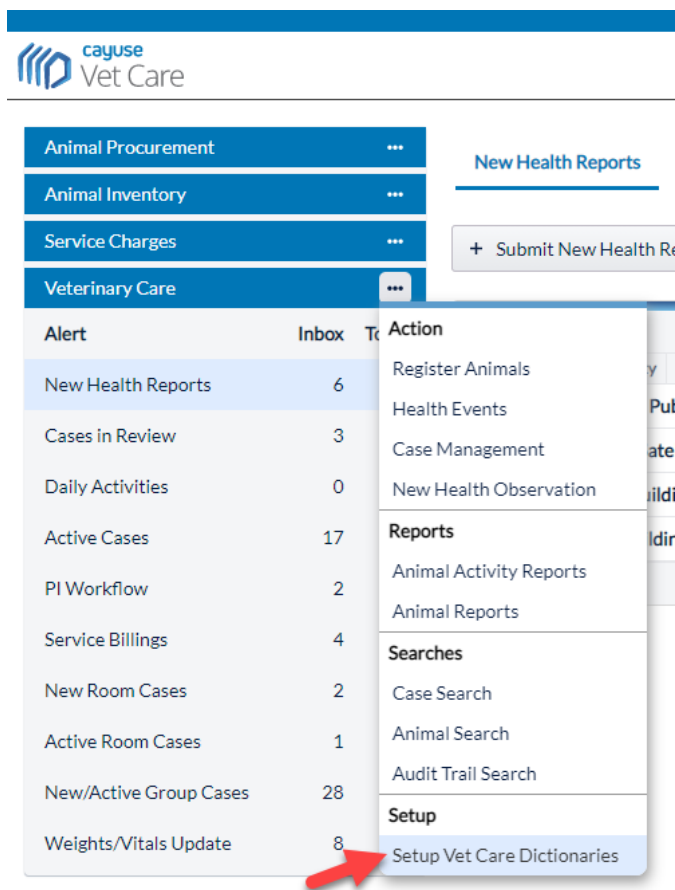 cayuse
Vet Care
Animal Procurement
Animal Inventory
Service Charges
Veterinary Care
New Health Reports
+ Submit New Health Re
Alert Inbox To
New Health Reports 6
Cases in Review 3
Daily Activities 0
Active Cases 17
PI Workflow 2
Service Billings 4
New Room Cases 2
Active Room Cases 1
New/Active Group Cases 28
Weights/Vitals Update 8
Action
Register Animals
Health Events
Case Management
New Health Observation
Reports
Animal Activity Reports
Animal Reports
Searches
Case Search
Animal Search
Audit Trail Search
Setup
Setup Vet Care Dictionaries